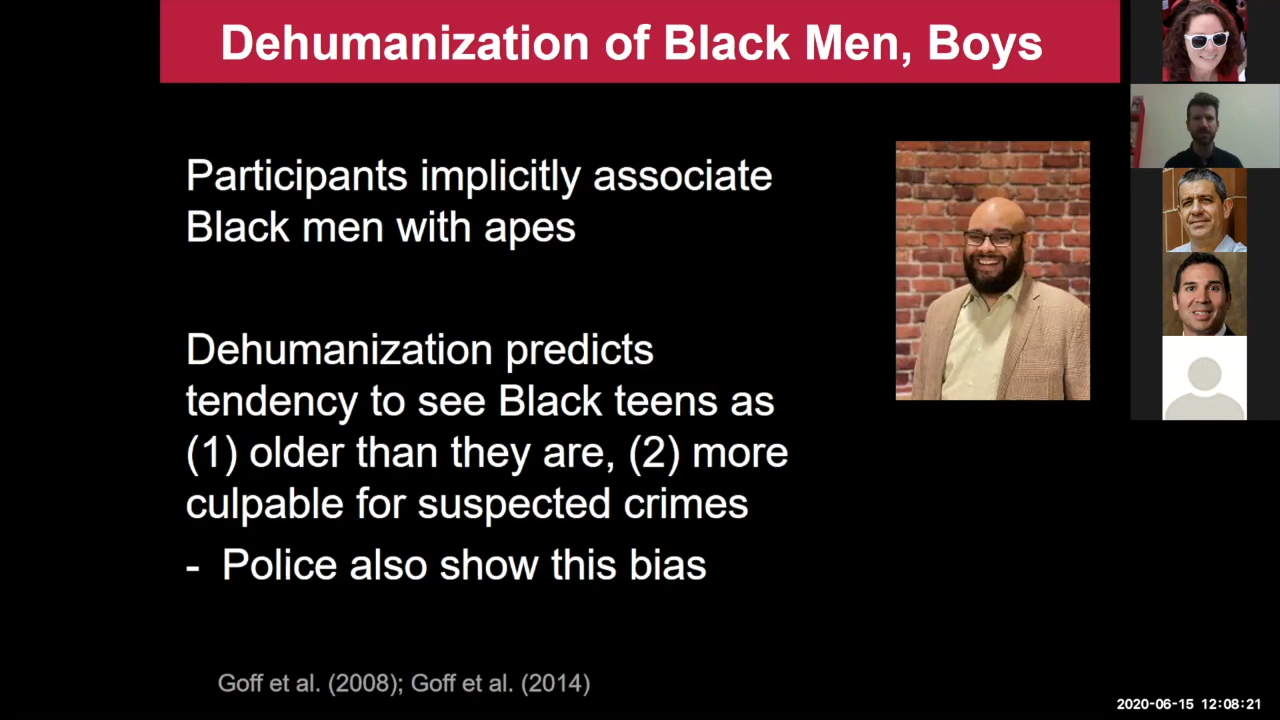 Dehumanization of Black Men, Boys
Participants implicitly associate
Black men with apes
Dehumanization predicts
tendency to see Black teens as
(1) older than they are, (2) more
culpable for suspected crimes
- Police also show this bias
Goff et al. (2008); Goff et al. (2014)
2020-06-15 12:08:21